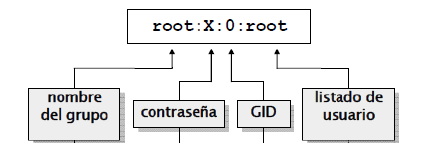 root:X:0:root
nombre
del grupo
contraseña
GID
listado de
usuario